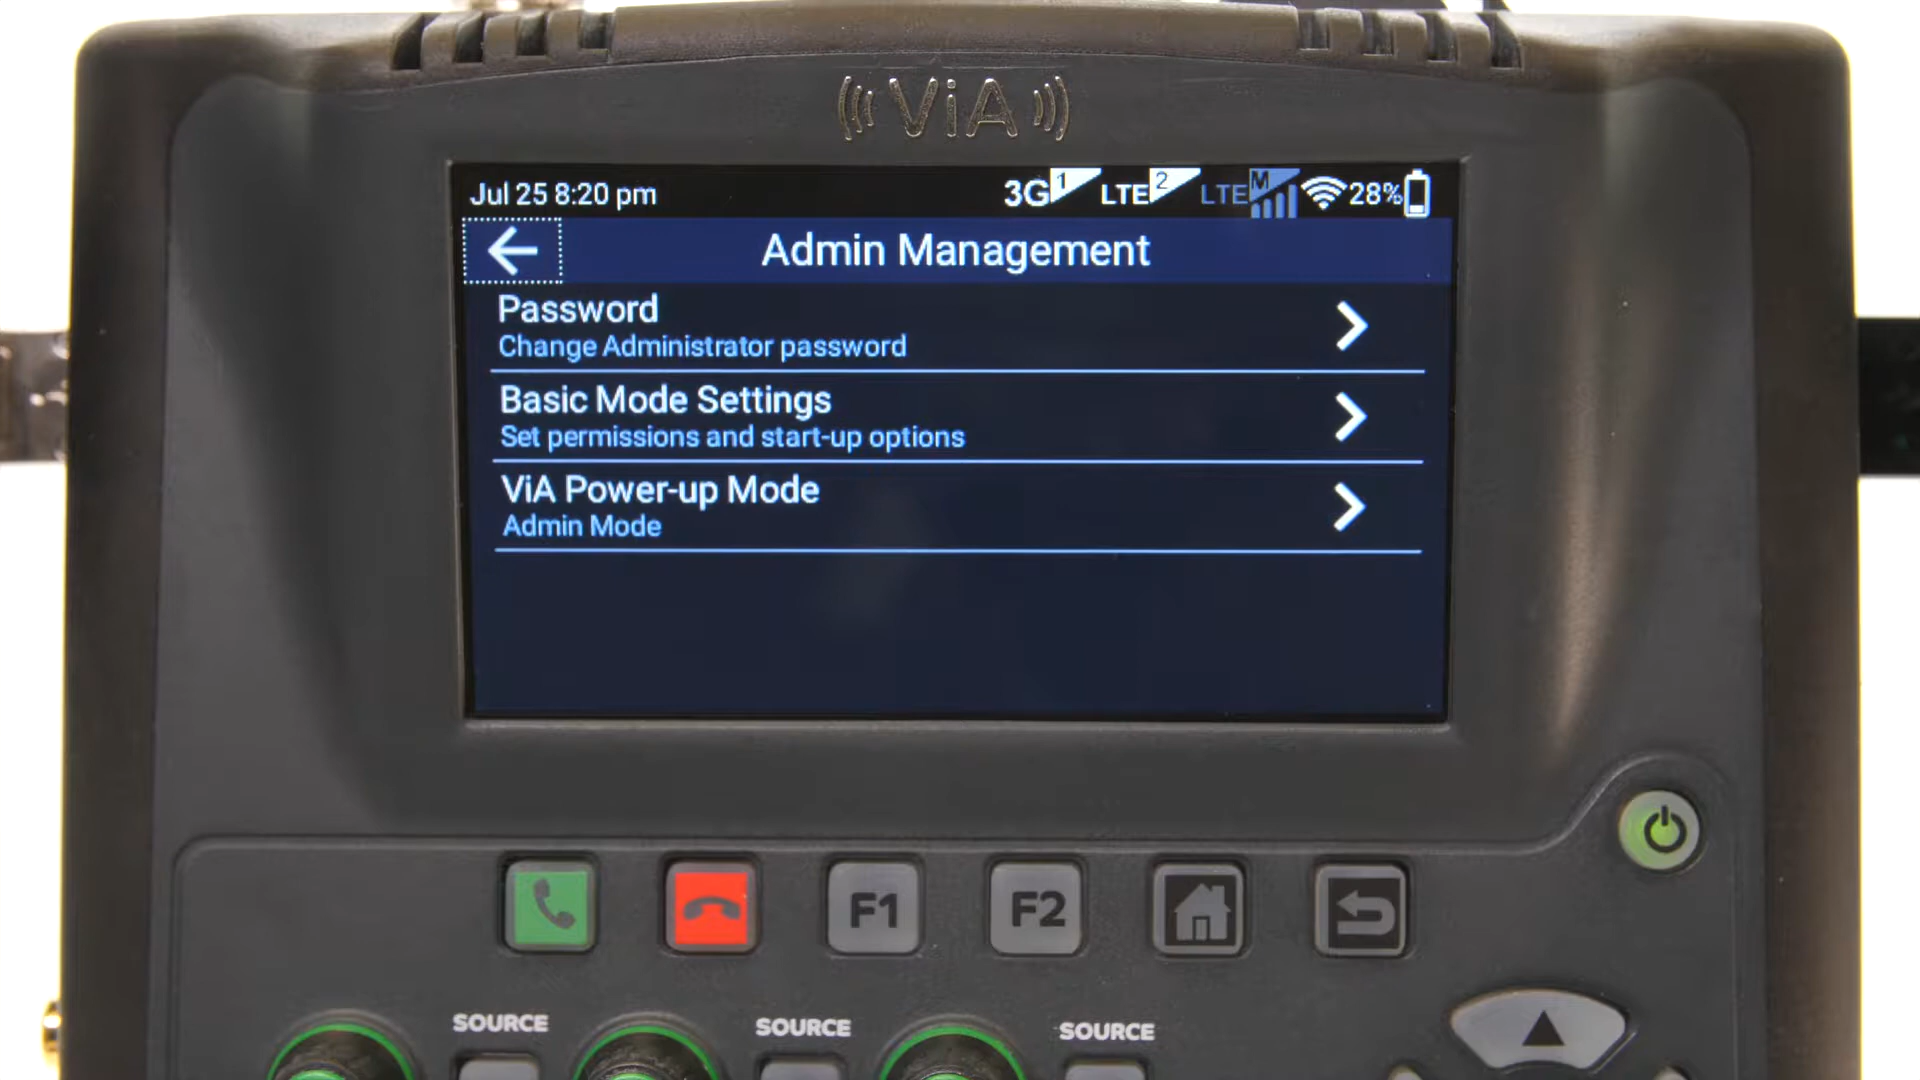 ViA
Jul 25 8:20 pm 3G 1 LTE 2 LTE M 28%
Admin Management
Password
Change Administrator password
Basic Mode Settings
Set permissions and start-up options
ViA Power-up Mode
Admin Mode
F1 F2
SOURCE SOURCE SOURCE